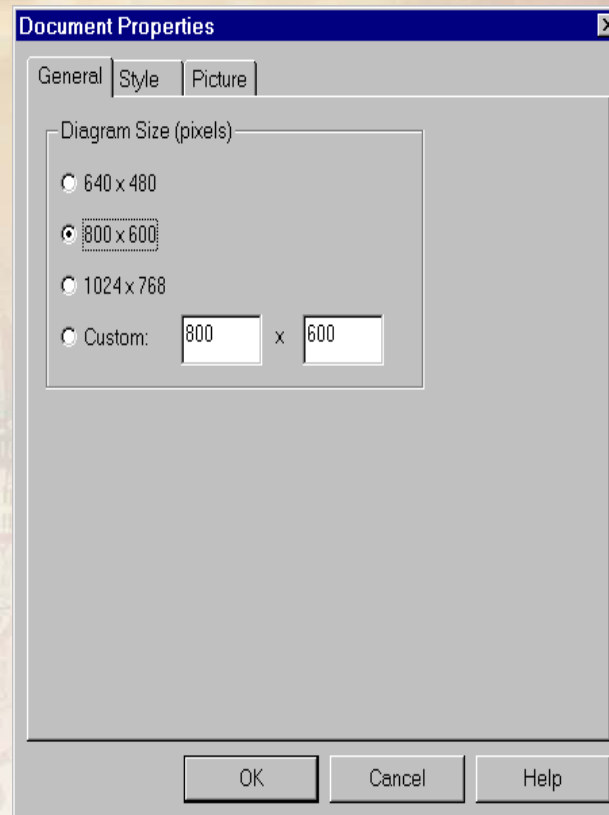 Document Properties
General Style Picture
Diagram Size (pixels)
640 x 480
800 x 600
1024 x 768
Custom: 800 x 600
OK Cancel Help